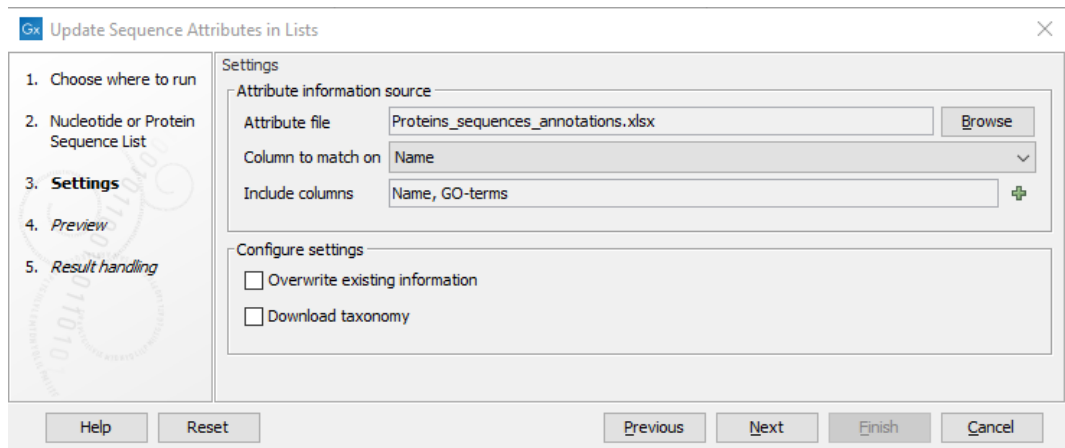 Gx Update Sequence Attributes in Lists
1. Choose where to run
2. Nucleotide or Protein
Sequence List
3. Settings
4. Preview
5. Result handling
Settings
Attribute information source
Attribute file Proteins_sequences_annotations.xlsx Browse
Column to match on Name
Include columns Name, GO-terms
Configure settings
Overwrite existing information
Download taxonomy
Help Reset Previous Next Finish Cancel